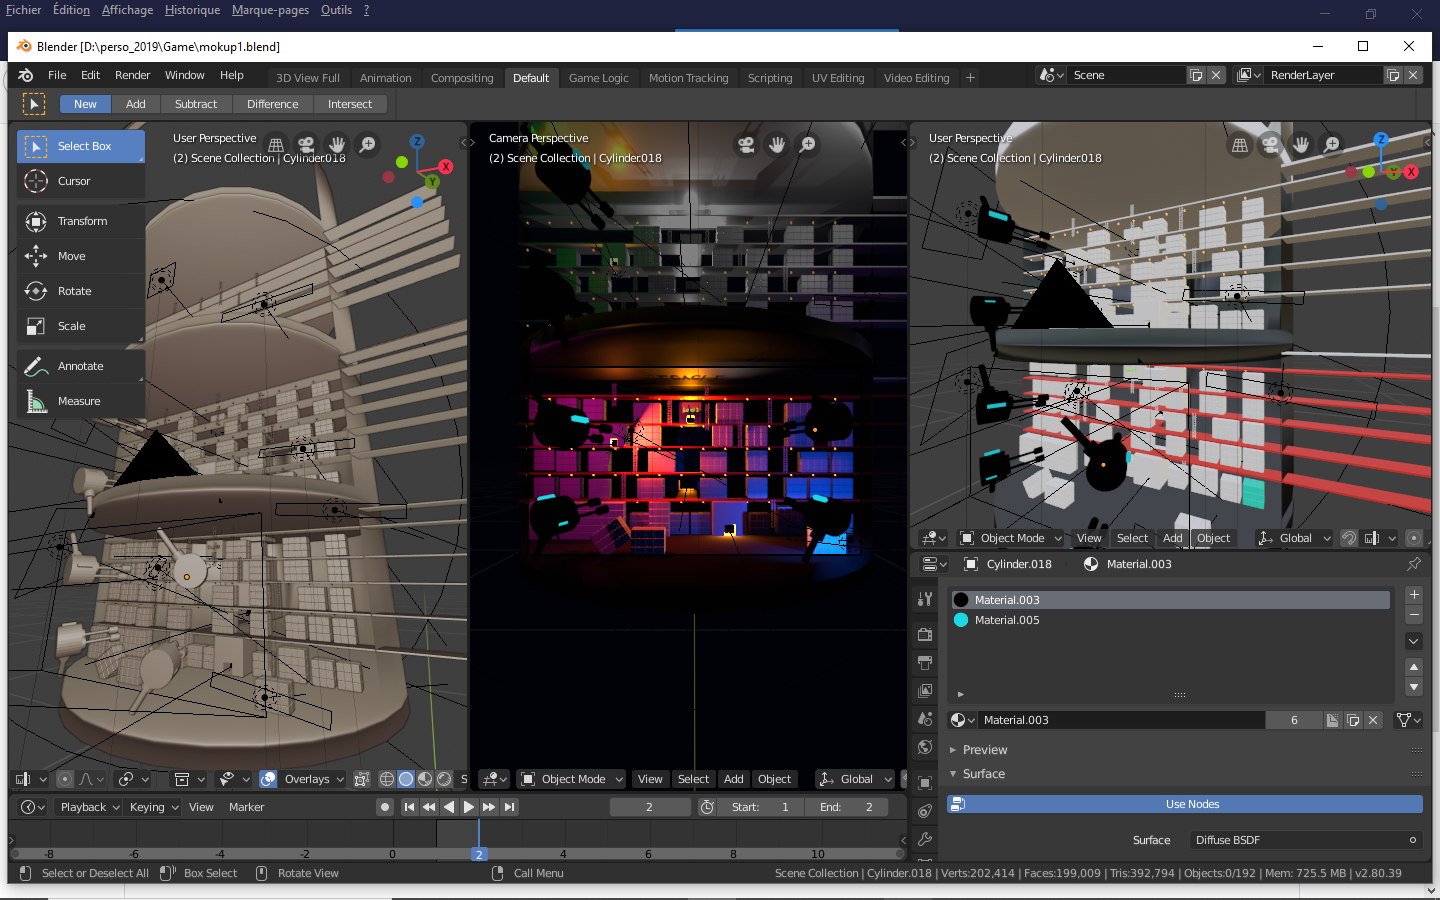 Fichier Édition Affichage Historique Marque-pages Outils ?
Blender [D:\perso_2019\Game\mokup1.blend]
File Edit Render Window Help 3D View Full Animation Compositing Default Game Logic Motion Tracking Scripting UV Editing Video Editing + Scene RenderLayer
New Add Subtract Difference Intersect
Select Box
Cursor
Transform
Move
Rotate
Scale
Annotate
Measure
User Perspective
(2) Scene Collection | Cylinder.018
Z
X
Y
Camera Perspective
(2) Scene Collection | Cylinder.018
User Perspective
(2) Scene Collection | Cylinder.018
Z
Y
X
Object Mode View Select Add Object Global
Cylinder.018 Material.003
Material.003
Material.005
Material.003 6
Preview
Surface
Use Nodes
Surface Diffuse BSDF
Overlays S
Object Mode View Select Add Object Global
Playback Keying View Marker 2 Start: 1 End: 2
-8 -6 -4 -2 0 2 4 6 8 10
Select or Deselect All Box Select Rotate View Call Menu Scene Collection | Cylinder.018 | Verts:202,414 | Faces:199,009 | Tris:392,794 | Objects:0/192 | Mem: 725.5 MB | v2.80.39